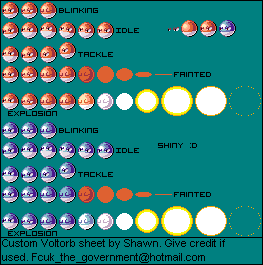 BLINKING
IDLE
TACKLE
FAINTED
EXPLOSION
BLINKING
SHINY :D
IDLE
TACKLE
FAINTED
EXPLOSION
Custom Voltorb sheet by Shawn. Give credit if
used. Fcuk_the_government@hotmail.com